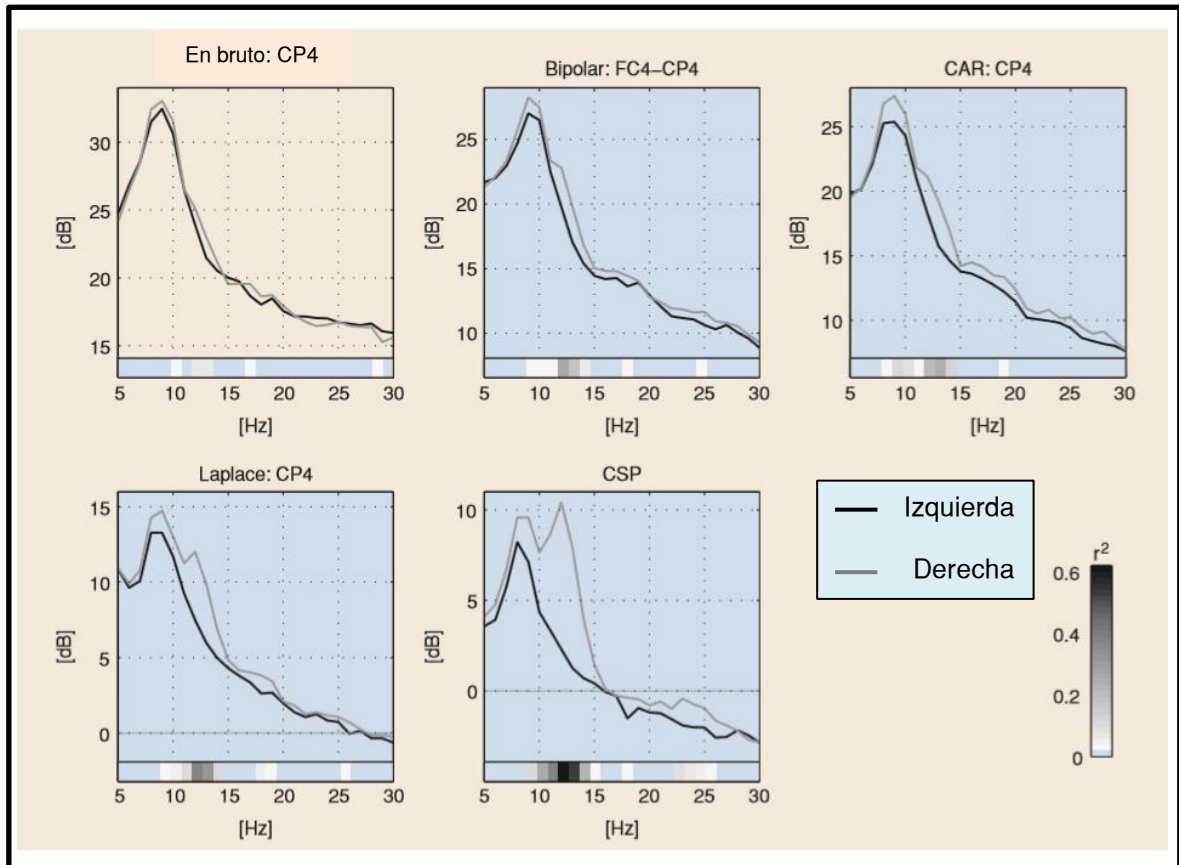 En bruto: CP4
[dB]
30
25
20
15
5 10 15 20 25 30
[Hz]
Bipolar: FC4–CP4
[dB]
25
20
15
10
5 10 15 20 25 30
[Hz]
CAR: CP4
[dB]
25
20
15
10
5 10 15 20 25 30
[Hz]
Laplace: CP4
[dB]
15
10
5
0
5 10 15 20 25 30
[Hz]
CSP
[dB]
10
5
0
5 10 15 20 25 30
[Hz]
Izquierda
Derecha
r²
0.6
0.4
0.2
0